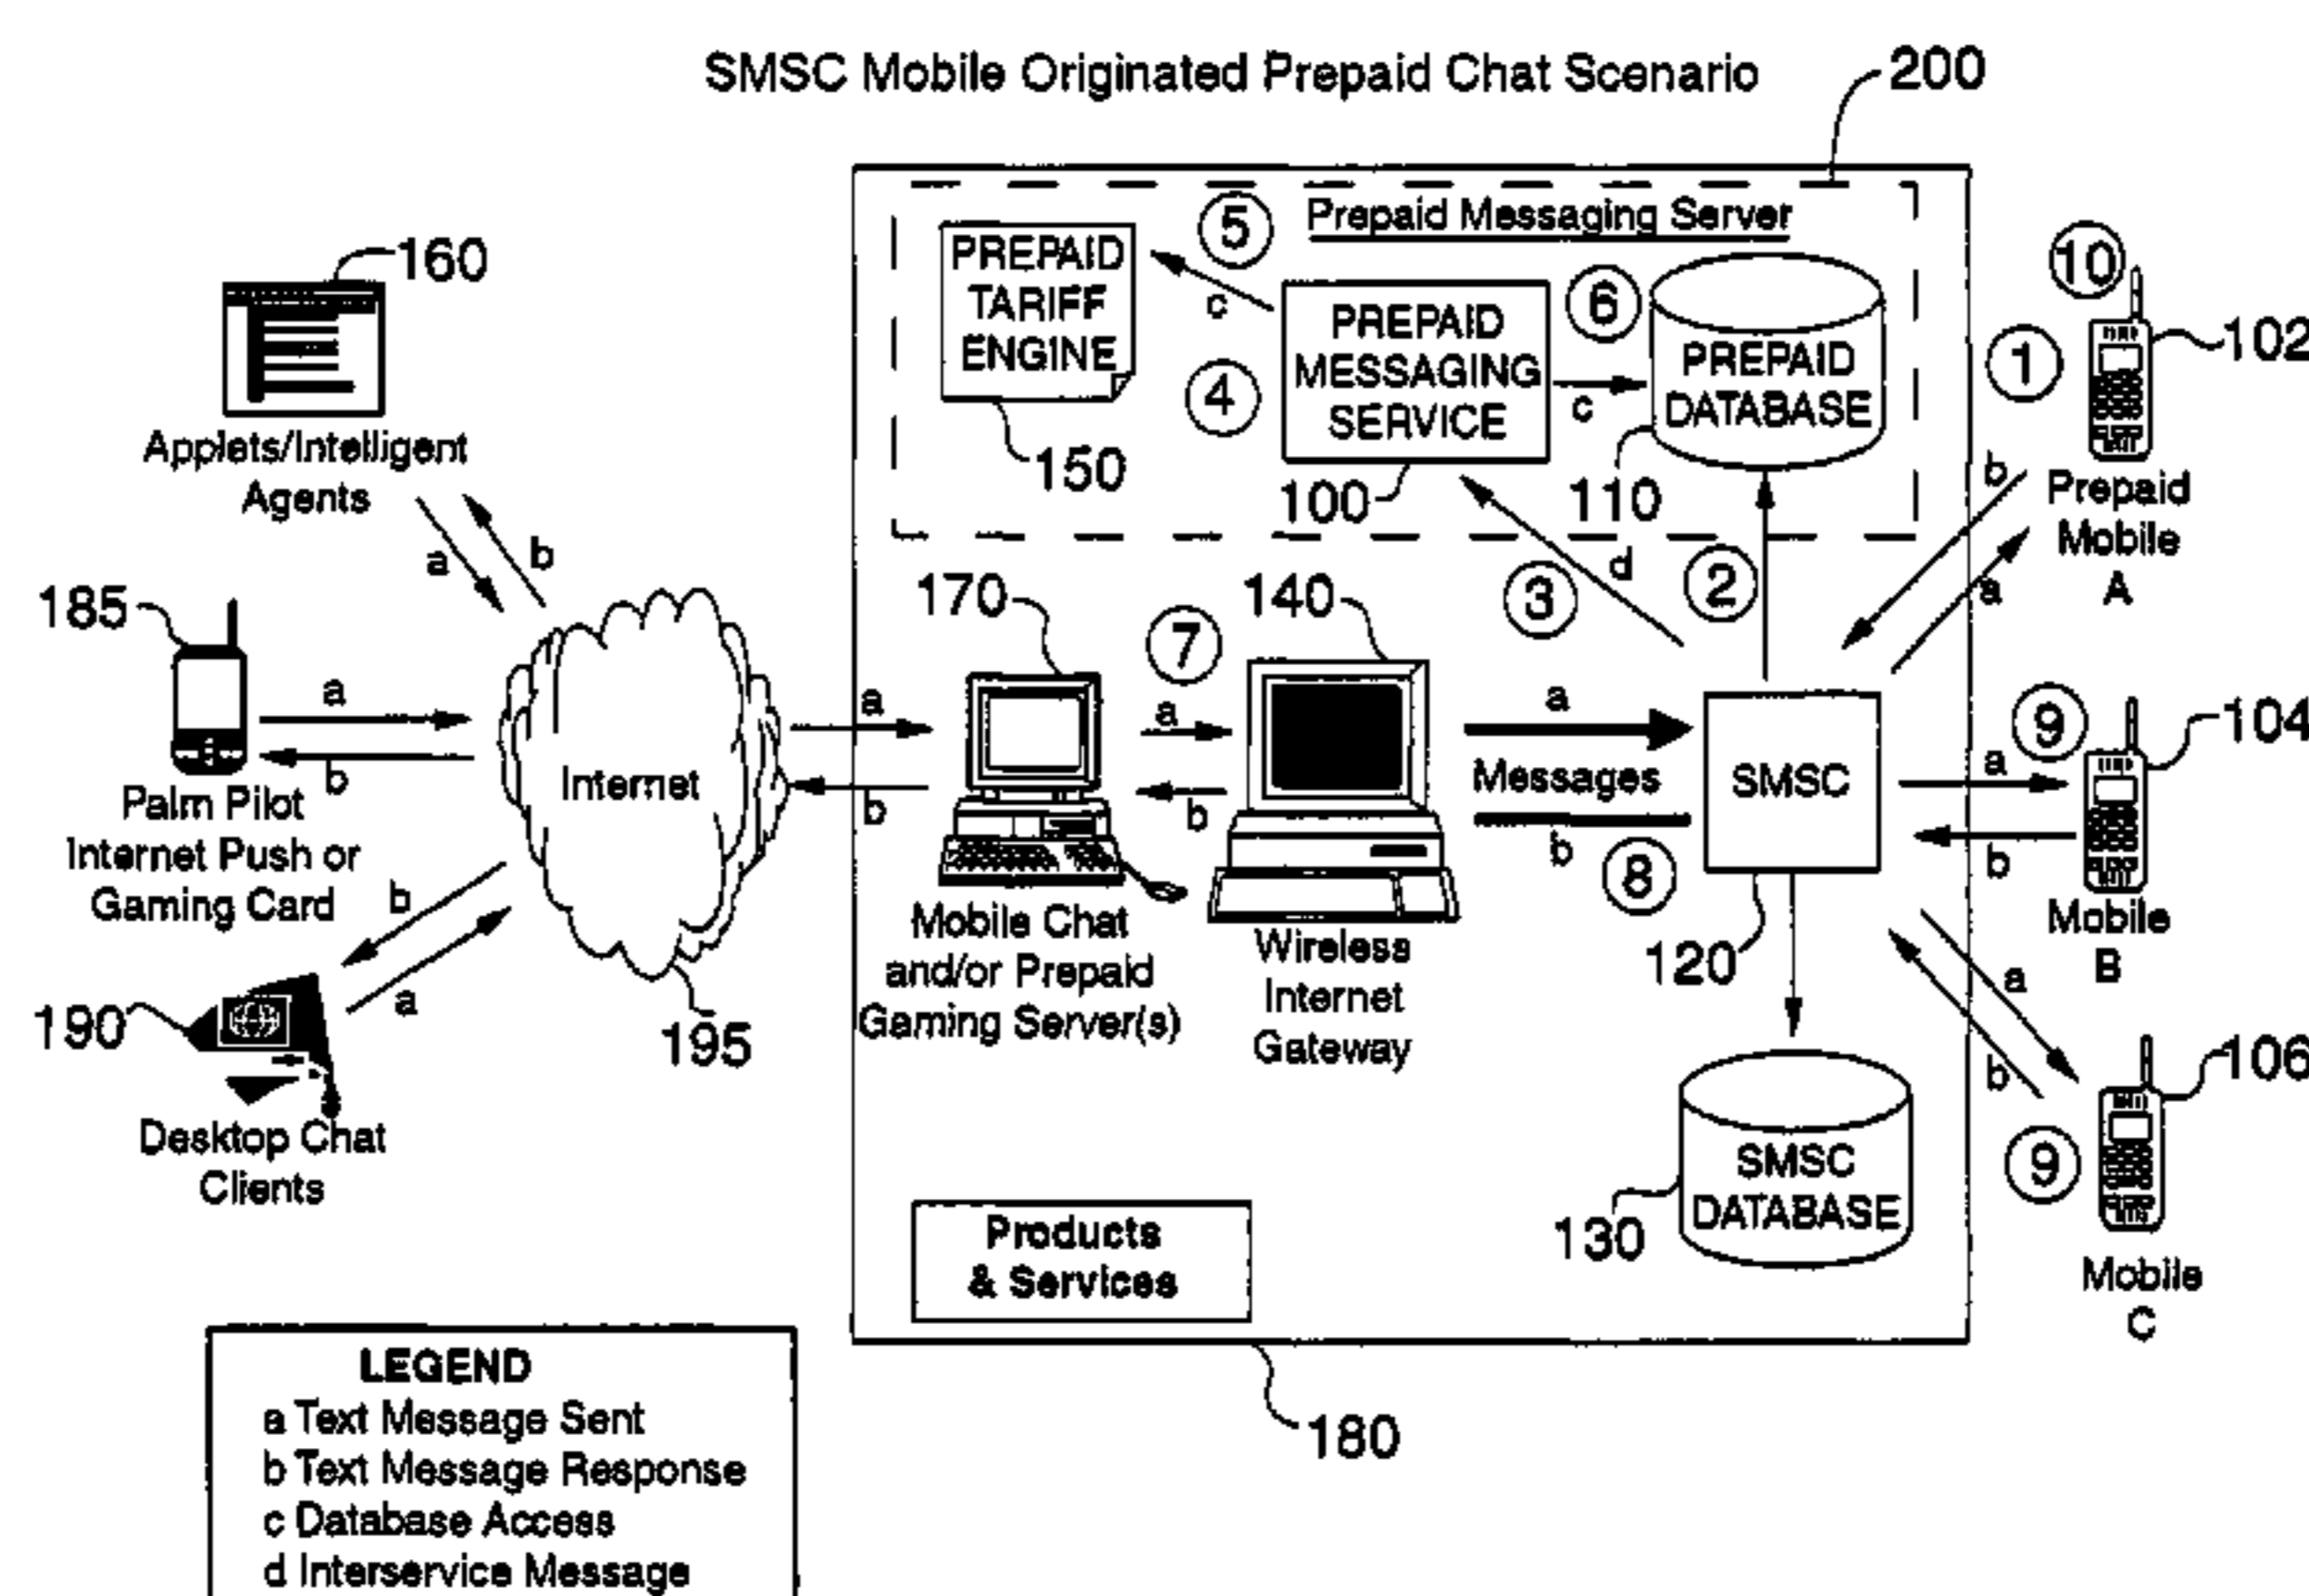 SMSC Mobile Originated Prepaid Chat Scenario
200
Prepaid Messaging Server
5
PREPAID
TARIFF
ENGINE
c
4
150
PREPAID
MESSAGING
SERVICE
100
6
c
PREPAID
DATABASE
110
10
1
102
b
a
Prepaid
Mobile
A
160
Applets/Intelligent
Agents
a
b
185
a
b
Palm Pilot
Internet Push or
Gaming Card
Internet
195
b
a
190
Desktop Chat
Clients
a
b
170
Mobile Chat
and/or Prepaid
Gaming Server(s)
7
a
b
140
Wireless
Internet
Gateway
3
d
2
a
Messages
b
8
SMSC
120
9
104
a
b
Mobile
B
a
b
9
106
Mobile
C
SMSC
DATABASE
130
Products
& Services
180
LEGEND
a Text Message Sent
b Text Message Response
c Database Access
d Interservice Message